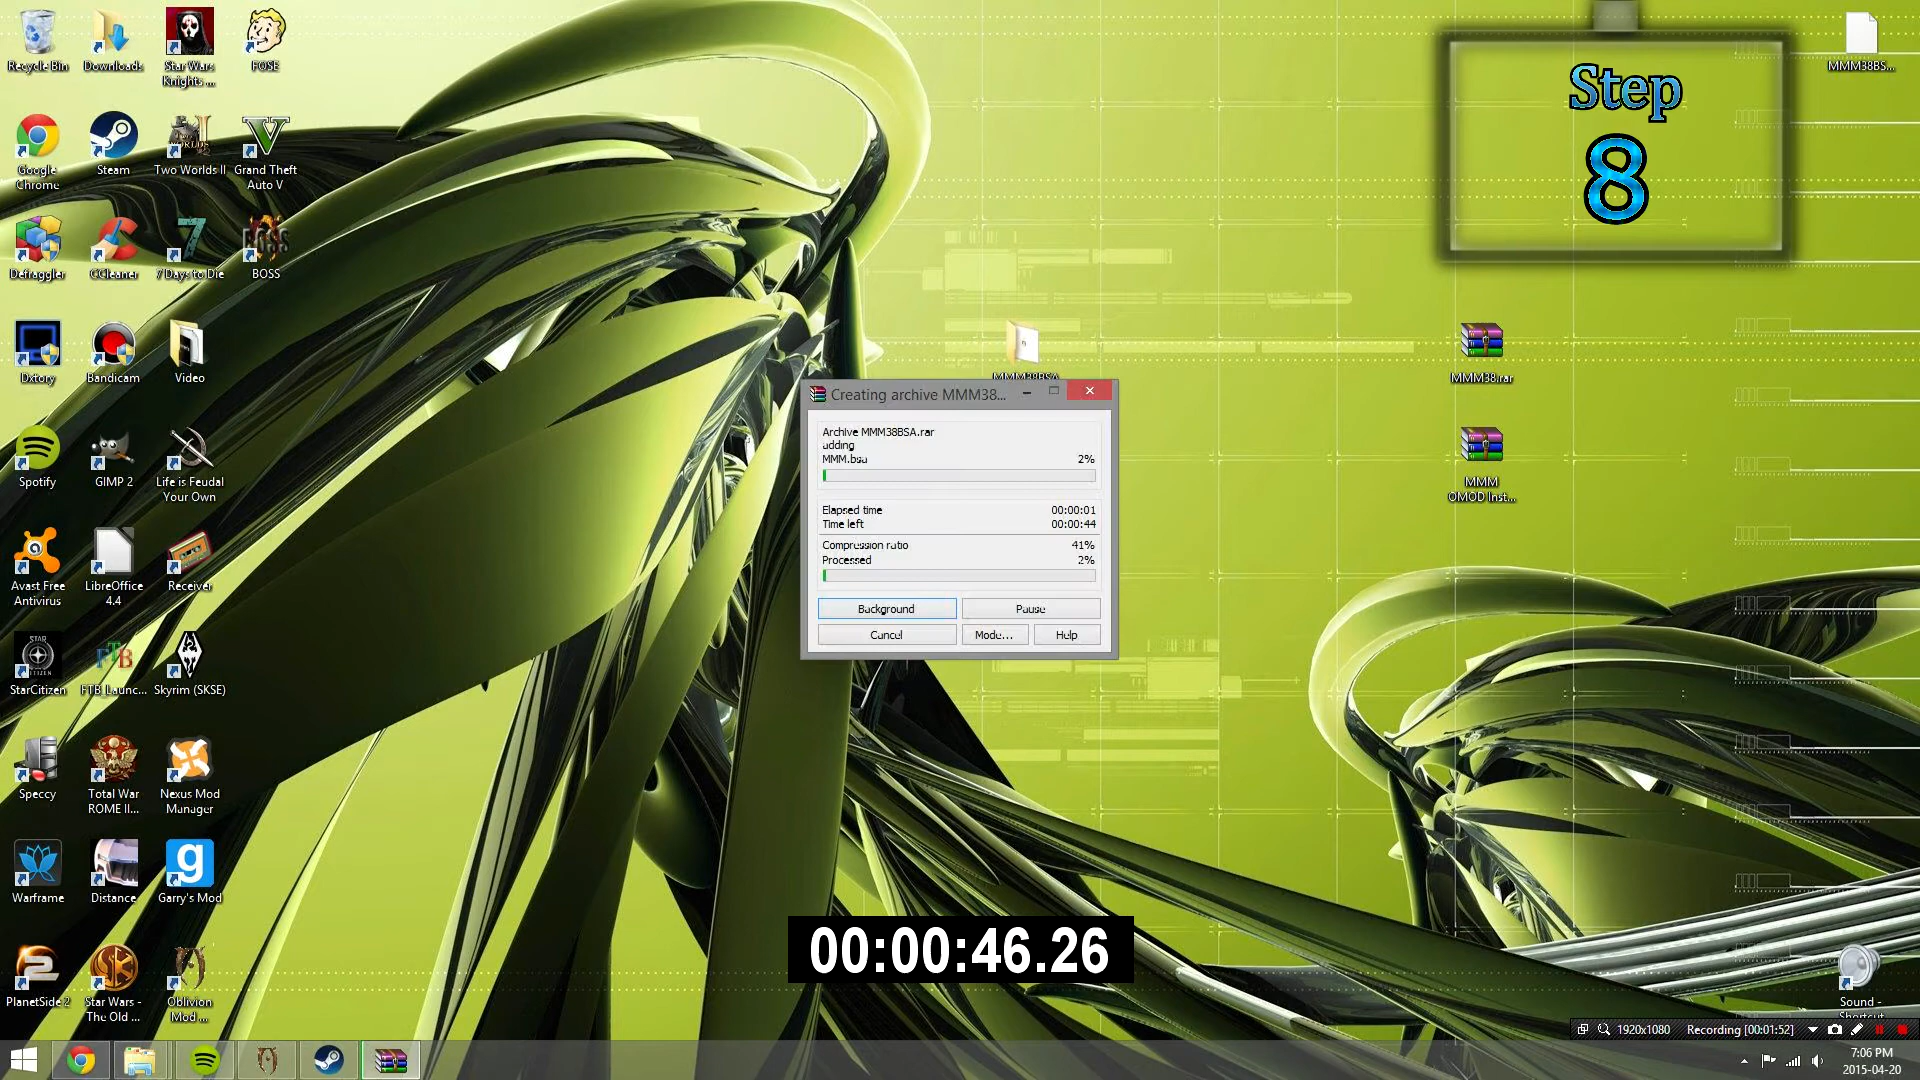 Recycle Bin
Downloads
Star Wars
Knights ...
FOSE
MMM38BS...
Step
8
Google
Chrome
Steam
Two Worlds II
Grand Theft
Auto V
Defraggler
CCleaner
7 Days to Die
BOSS
BOSS
Dxtory
Bandicam
Video
MMM38BSA
MMM38.rar
Creating archive MMM38...
Archive MMM38BSA.rar
adding
MMM.bsa 2%
Elapsed time 00:00:01
Time left 00:00:44
Compression ratio 41%
Processed 2%
Background
Pause
Cancel
Mode...
Help
Spotify
GIMP 2
Life is Feudal
Your Own
MMM
OMOD Inst...
Avast Free
Antivirus
LibreOffice
4.4
Receiver
STAR
CITIZEN
FTB
StarCitizen
FTB_Launc...
Skyrim (SKSE)
Speccy
Total War
ROME II...
Nexus Mod
Manager
Warframe
Distance
Garry's Mod
00:00:46.26
PlanetSide 2
Star Wars -
The Old ...
Oblivion
Mod ...
Sound -
Shortcut
1920x1080 Recording [00:01:52]
7:06 PM
2015-04-20